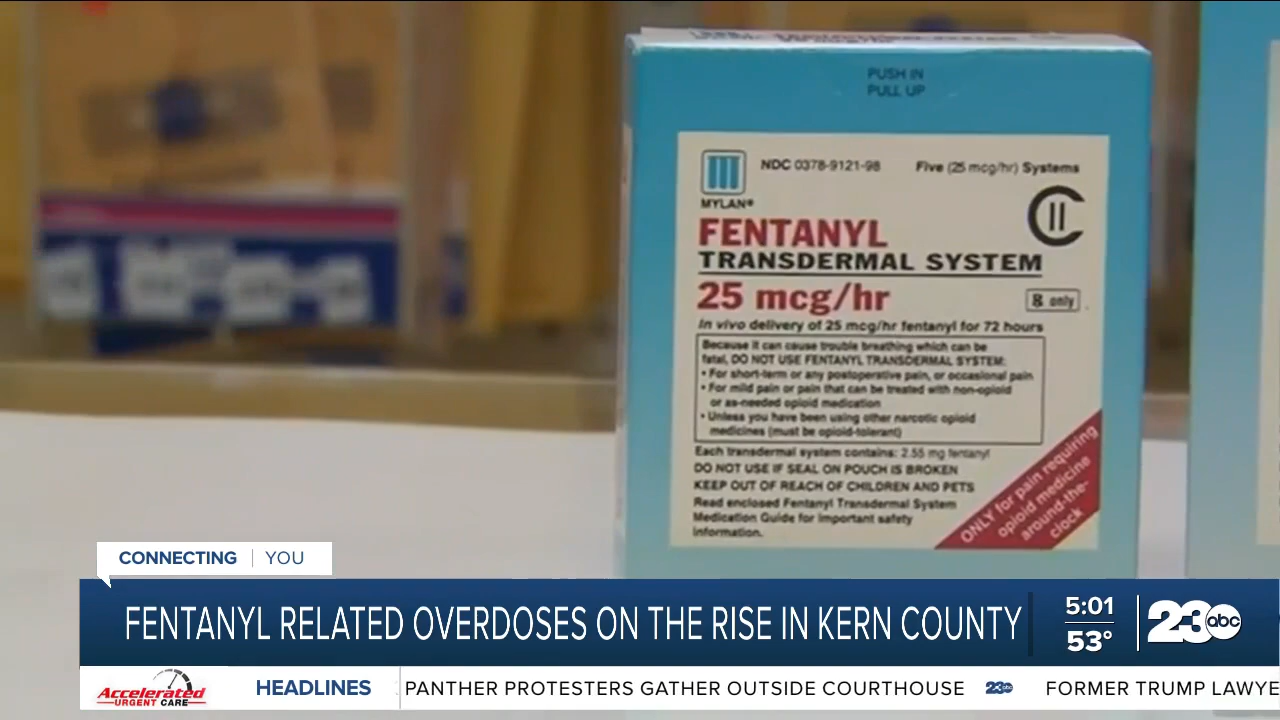 PUSH IN
PULL UP
NDC 0378-9121-98
Five (25 mcg/hr) Systems
MYLAN®
CII
FENTANYL
TRANSDERMAL SYSTEM
25 mcg/hr
℞ only
In vivo delivery of 25 mcg/hr fentanyl for 72 hours
Because it can cause trouble breathing which can be
fatal, DO NOT USE FENTANYL TRANSDERMAL SYSTEM:
• For short-term or any postoperative pain, or occasional pain
• For mild pain or pain that can be treated with non-opioid
or as-needed opioid medication
• Unless you have been using other narcotic opioid
medicines (must be opioid-tolerant)
Each transdermal system contains: 2.55 mg fentanyl
DO NOT USE IF SEAL ON POUCH IS BROKEN
KEEP OUT OF REACH OF CHILDREN AND PETS
Read enclosed Fentanyl Transdermal System
Medication Guide for important safety
information.
ONLY for pain requiring
opioid medicine
around-the-
clock
CONNECTING | YOU
FENTANYL RELATED OVERDOSES ON THE RISE IN KERN COUNTY
5:01
53°
23 abc
Accelerated
URGENT CARE
HEADLINES
PANTHER PROTESTERS GATHER OUTSIDE COURTHOUSE 23abc FORMER TRUMP LAWYE